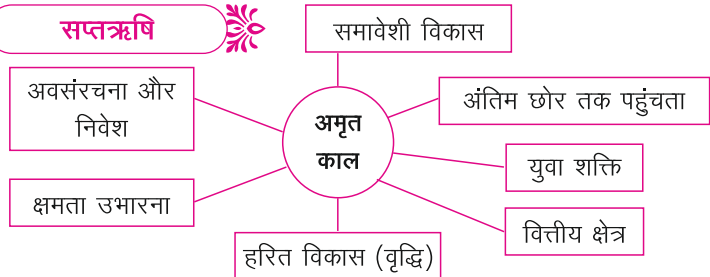 सप्तऋषि
समावेशी विकास
अवसंरचना और
निवेश
अंतिम छोर तक पहुंचता
अमृत
काल
युवा शक्ति
क्षमता उभारना
वित्तीय क्षेत्र
हरित विकास (वृद्धि)